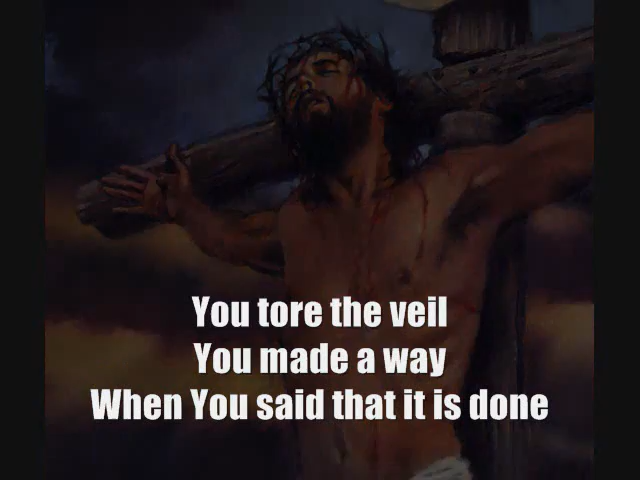 You tore the veil
You made a way
When You said that it is done